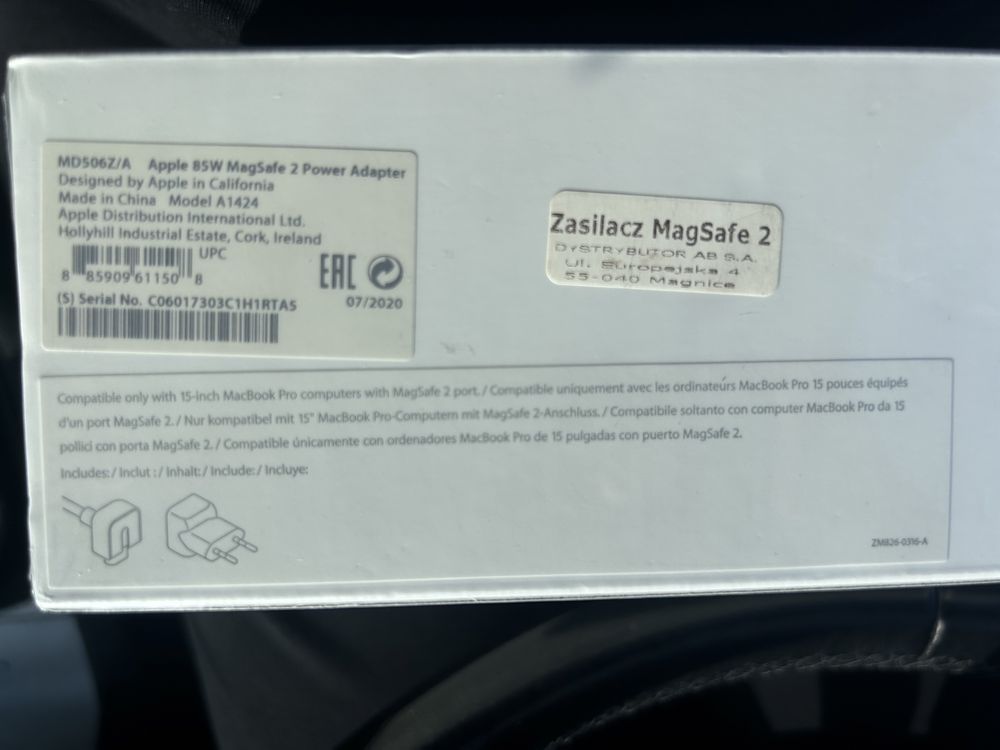 MD506Z/A Apple 85W MagSafe 2 Power Adapter
Designed by Apple in California
Made in China Model A1424
Apple Distribution International Ltd.
Hollyhill Industrial Estate, Cork, Ireland
UPC
8 85909 61150 8
EAC
(S) Serial No. C06017303C1H1RTA5
07/2020
Zasilacz MagSafe 2
DYSTRYBUTOR AB S.A.
Ul. Europejska 4
55-040 Magnice
Compatible only with 15-inch MacBook Pro computers with MagSafe 2 port. / Compatible uniquement avec les ordinateurs MacBook Pro 15 pouces équipés
d'un port MagSafe 2. / Nur kompatibel mit 15" MacBook Pro-Computern mit MagSafe 2-Anschluss. / Compatibile soltanto con computer MacBook Pro da 15
pollici con porta MagSafe 2. / Compatible únicamente con ordenadores MacBook Pro de 15 pulgadas con puerto MagSafe 2.
Includes: / Inclut : / Inhalt: / Include: / Incluye:
ZM826-0316-A